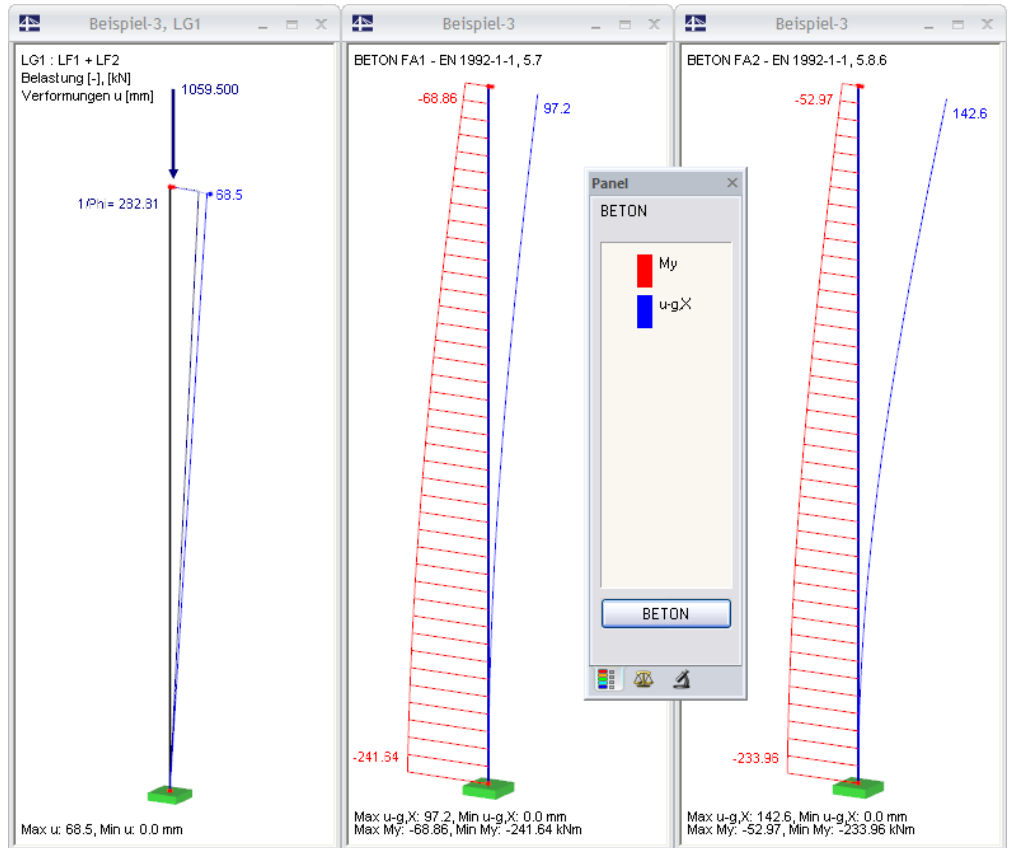 Beispiel-3, LG1
LG1 : LF1 + LF2
Belastung [-], [kN]
Verformungen u [mm]
1059.500
1/Phi= 232.81
68.5
Max u: 68.5, Min u: 0.0 mm
Beispiel-3
BETON FA1 - EN 1992-1-1, 5.7
-68.86
97.2
-241.64
Max u-g,X: 97.2, Min u-g,X: 0.0 mm
Max My: -68.86, Min My: -241.64 kNm
Panel
BETON
My
u-g,X
BETON
Beispiel-3
BETON FA2 - EN 1992-1-1, 5.8.6
-52.97
142.6
-233.96
Max u-g,X: 142.6, Min u-g,X: 0.0 mm
Max My: -52.97, Min My: -233.96 kNm